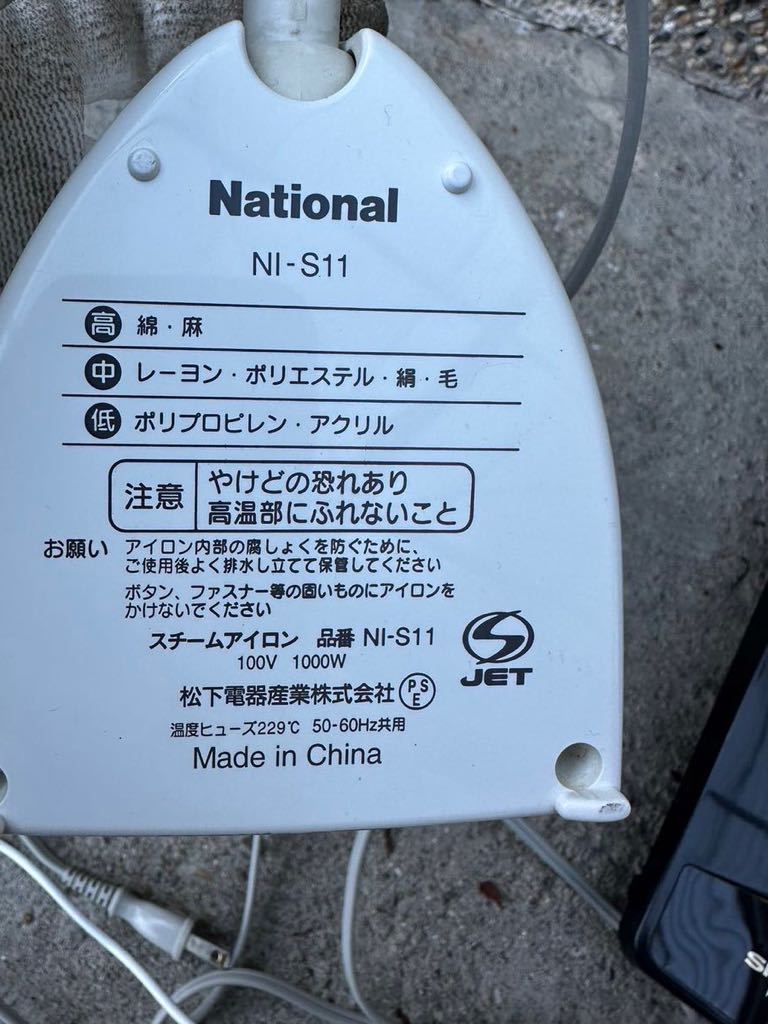 National
NI-S11
高 綿・麻
中 レーヨン・ポリエステル・絹・毛
低 ポリプロピレン・アクリル
注意 やけどの恐れあり
高温部にふれないこと
お願い アイロン内部の腐しょくを防ぐために、
ご使用後よく排水し立てて保管してください
ボタン、ファスナー等の固いものにアイロンを
かけないでください
スチームアイロン 品番 NI-S11
100V 1000W
JET
松下電器産業株式会社 PSE
温度ヒューズ229℃ 50-60Hz共用
Made in China